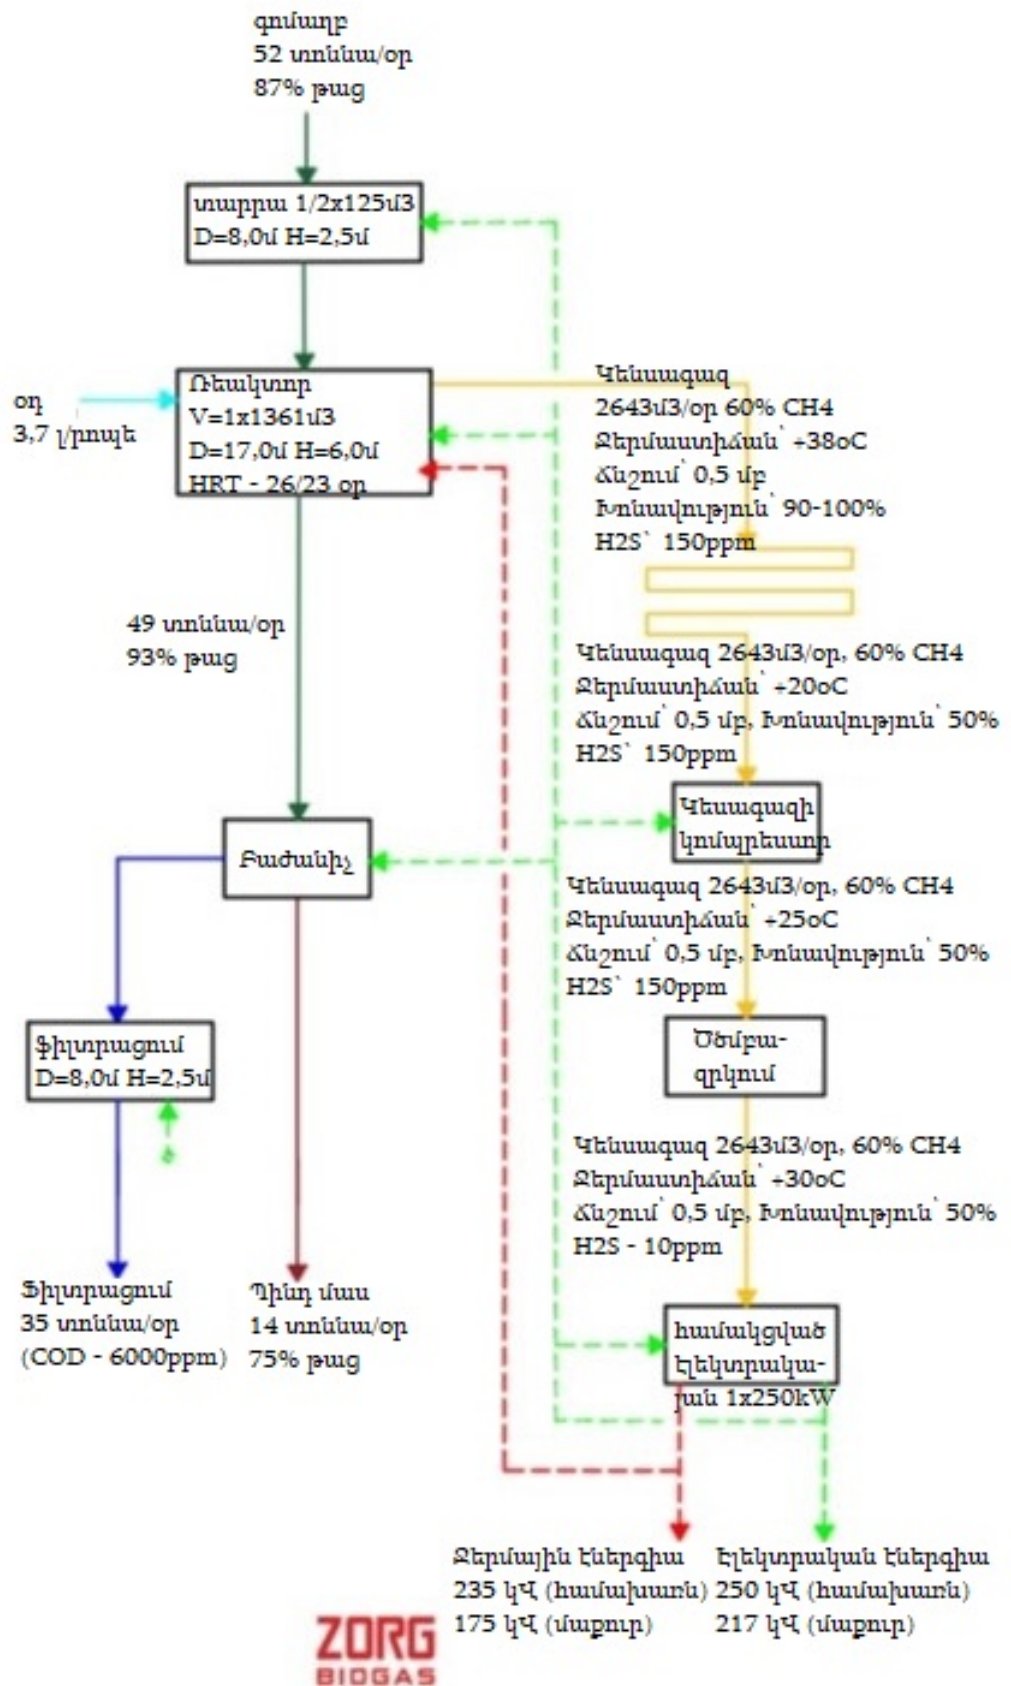 գոմաղբ
52 տոննա/օր
87% թաց
տարրա 1/2x125մ3
D=8,0մ H=2,5մ
օդ
3,7 լ/րոպե
Ռեակտոր
V=1x1361մ3
D=17,0մ H=6,0մ
HRT - 26/23 օր
Կենսագազ
2643մ3/օր 60% CH4
Ջերմաստիճան՝ +38oC
Ճնշում՝ 0,5 մբ
Խոնավություն՝ 90-100%
H2S՝ 150ppm
49 տոննա/օր
93% թաց
Կենսագազ 2643մ3/օր, 60% CH4
Ջերմաստիճան՝ +20oC
Ճնշում՝ 0,5 մբ, Խոնավություն՝ 50%
H2S՝ 150ppm
Կեսագազի
կոմպրեսսոր
Բաժանիչ
Կենսագազ 2643մ3/օր, 60% CH4
Ջերմաստիճան՝ +25oC
Ճնշում՝ 0,5 մբ, Խոնավություն՝ 50%
H2S՝ 150ppm
ֆիլտրացում
D=8,0մ H=2,5մ
Ծծմբա-
զրկում
Կենսագազ 2643մ3/օր, 60% CH4
Ջերմաստիճան՝ +30oC
Ճնշում՝ 0,5 մբ, Խոնավություն՝ 50%
H2S - 10ppm
Ֆիլտրացում
35 տոննա/օր
(COD - 6000ppm)
Պինդ մաս
14 տոննա/օր
75% թաց
համակցված
էլեկտրակա-
յան 1x250kW
Ջերմային էներգիա
235 կՎ (համախառն)
175 կՎ (մաքուր)
Էլեկտրական էներգիա
250 կՎ (համախառն)
217 կՎ (մաքուր)
ZORG
BIOGAS